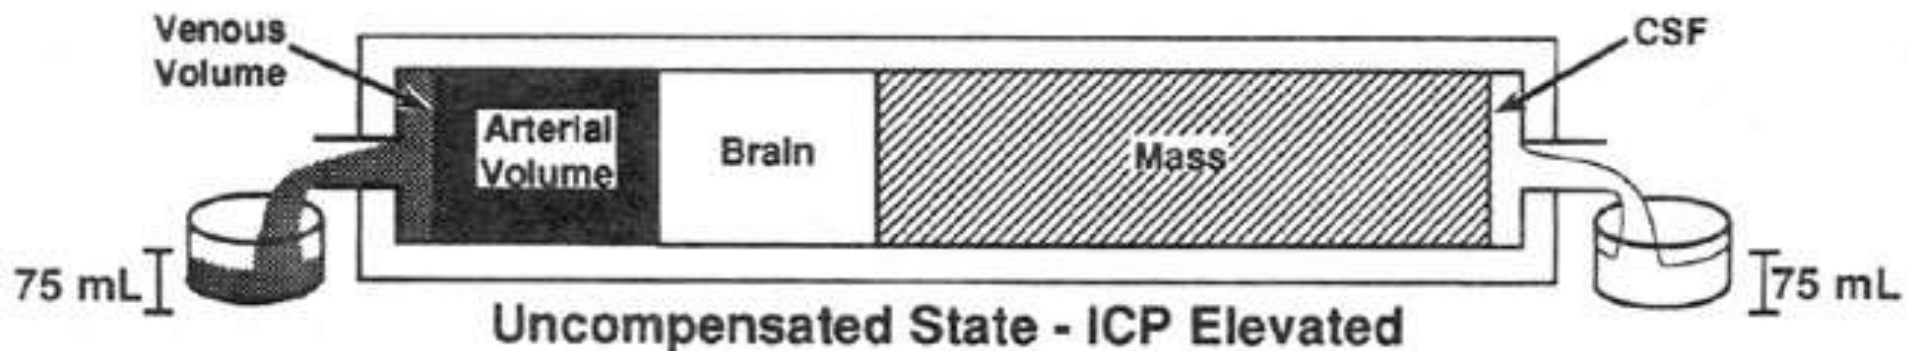 Venous
Volume
CSF
Arterial
Volume
Brain
Mass
75 mL
75 mL
Uncompensated State - ICP Elevated